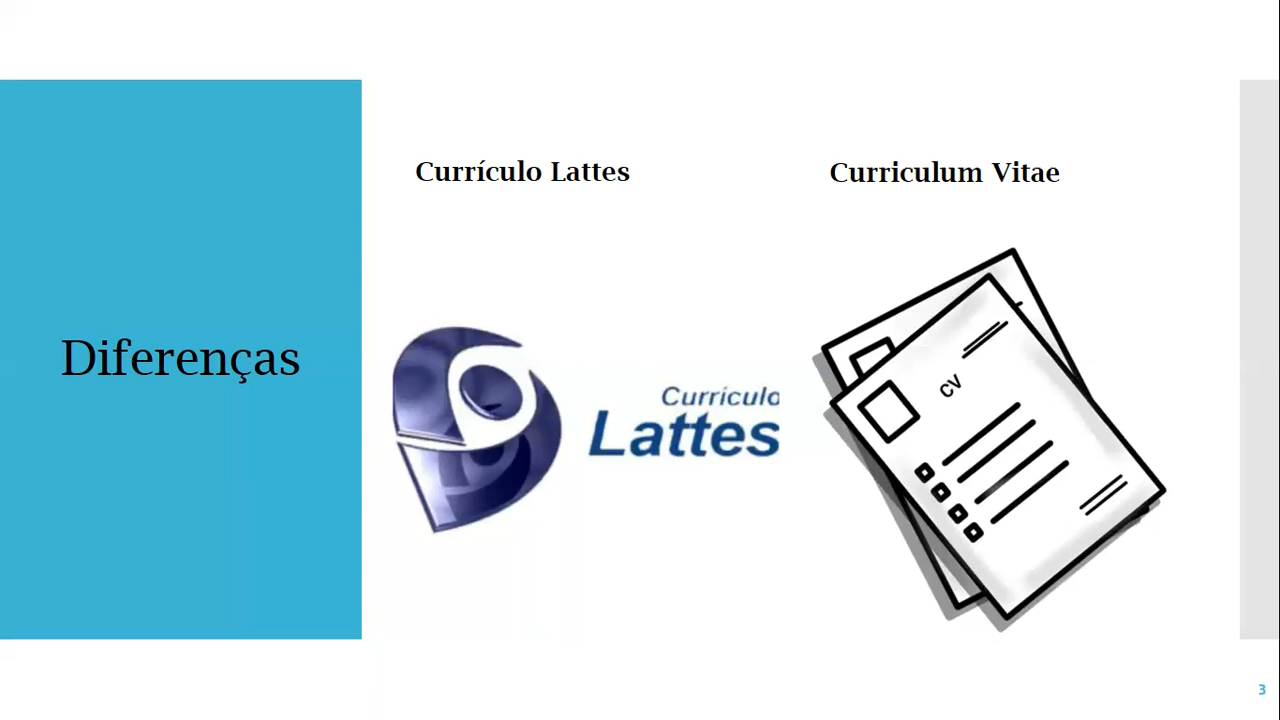 Diferenças
Currículo Lattes
Currículo
Lattes
Curriculum Vitae
CV
3